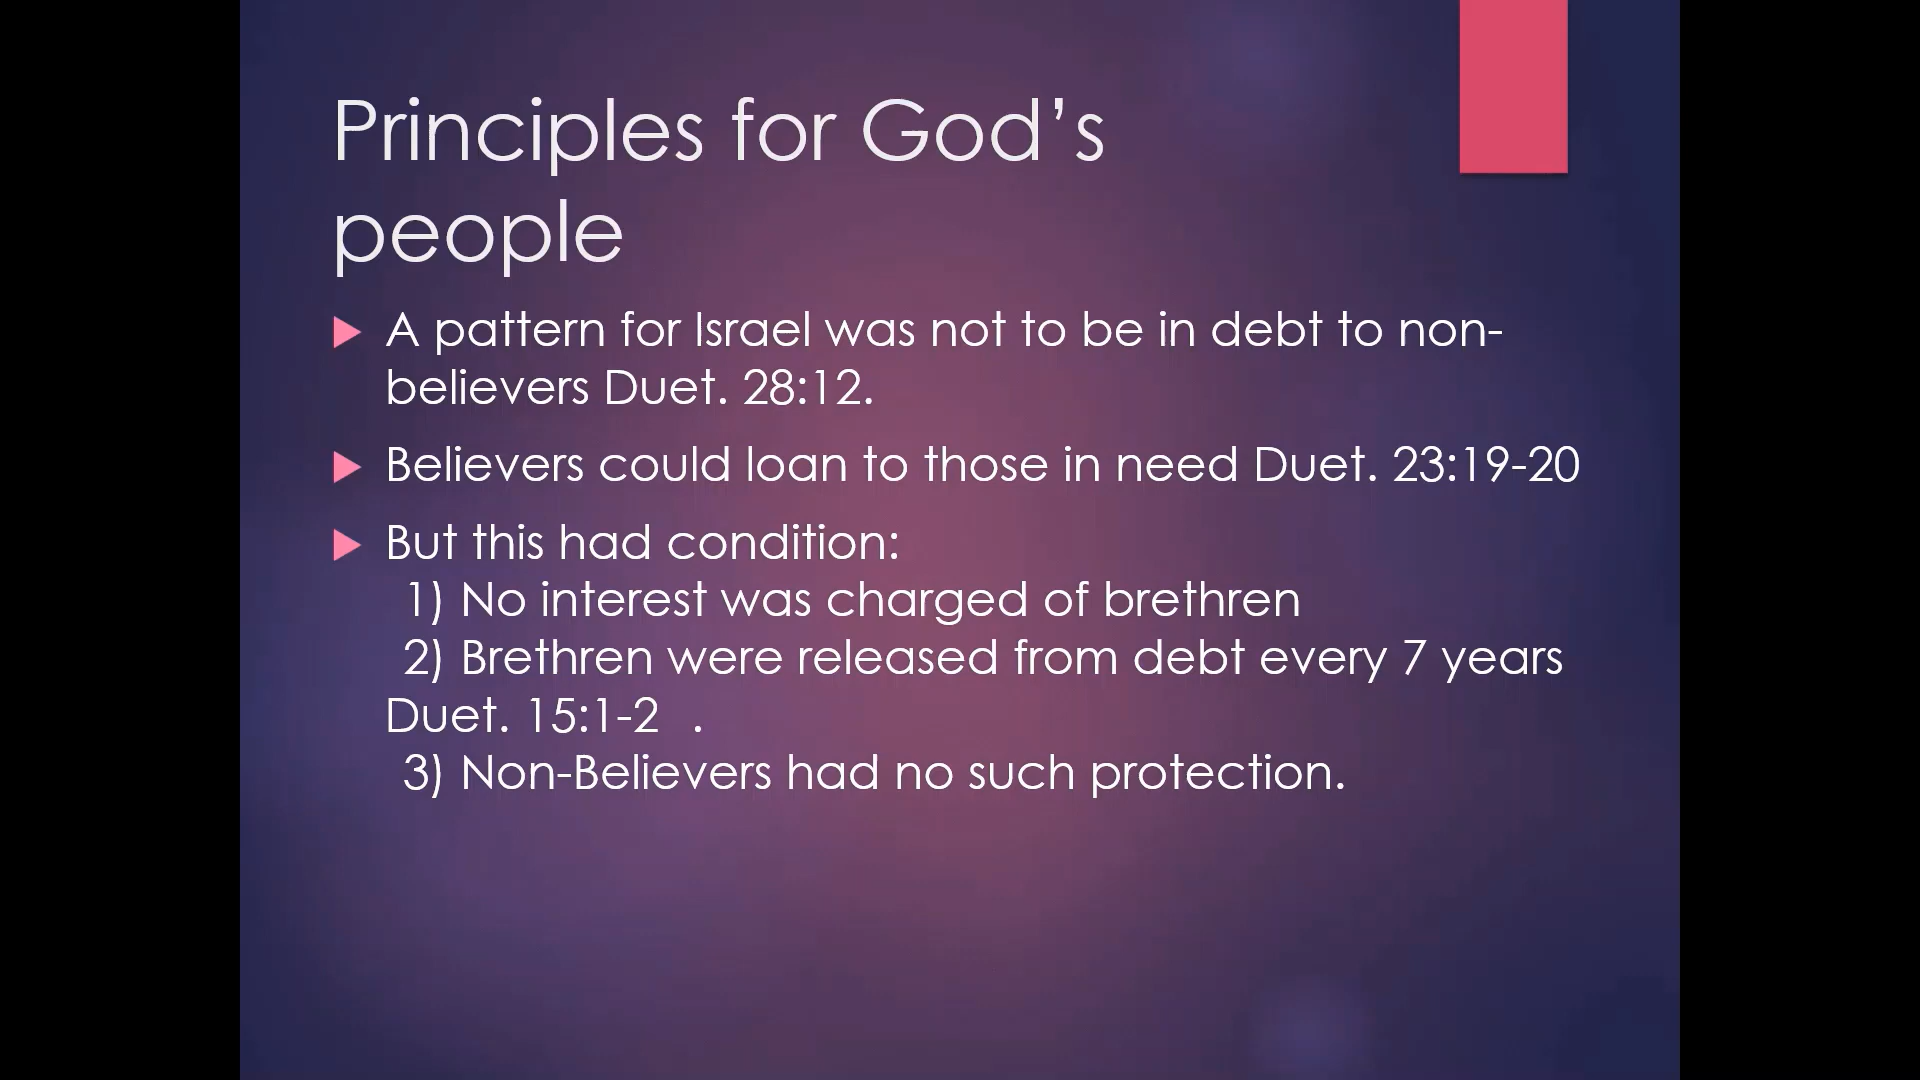 Principles for God’s
people
A pattern for Israel was not to be in debt to non-
believers Duet. 28:12.
Believers could loan to those in need Duet. 23:19-20
But this had condition:
1) No interest was charged of brethren
2) Brethren were released from debt every 7 years
Duet. 15:1-2  .
3) Non-Believers had no such protection.